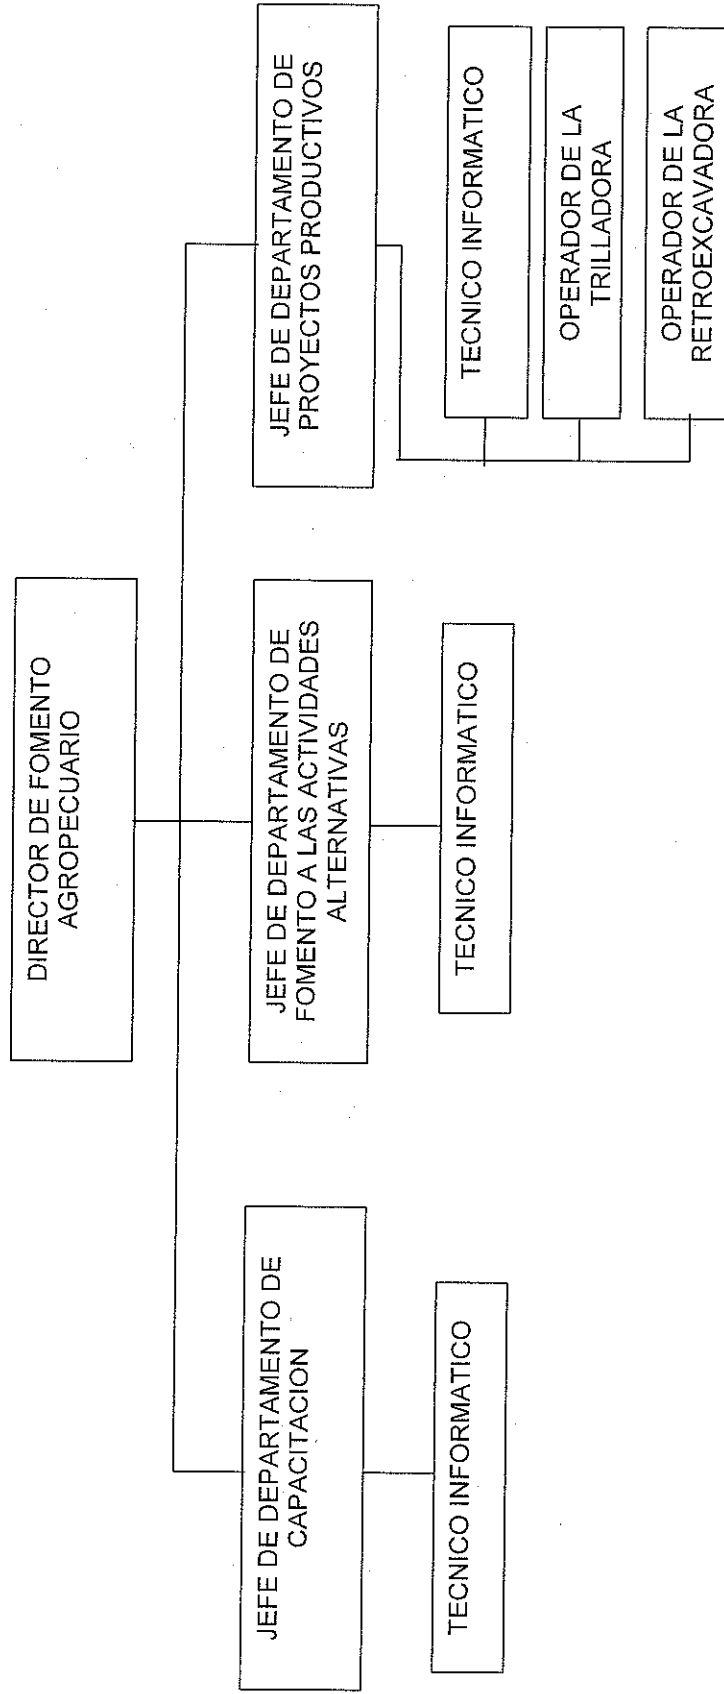 DIRECTOR DE FOMENTO
AGROPECUARIO
JEFE DE DEPARTAMENTO DE
CAPACITACION
TECNICO INFORMATICO
JEFE DE DEPARTAMENTO DE
FOMENTO A LAS ACTIVIDADES
ALTERNATIVAS
TECNICO INFORMATICO
JEFE DE DEPARTAMENTO DE
PROYECTOS PRODUCTIVOS
TECNICO INFORMATICO
OPERADOR DE LA
TRILLADORA
OPERADOR DE LA
RETROEXCAVADORA